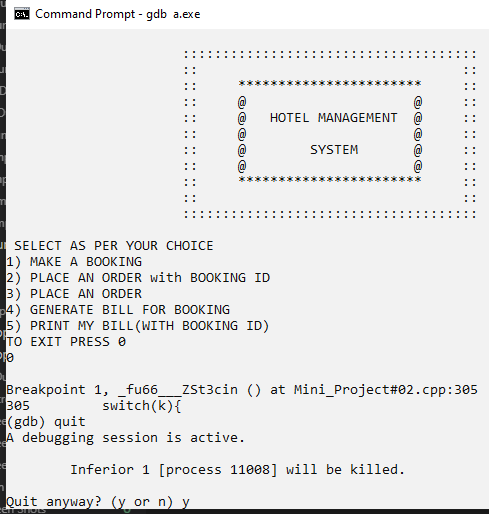 Command Prompt - gdb a.exe
:::::::::::::::::::::::::::::::::::::
:: ::
:: *********************** ::
:: @ @ ::
:: @ HOTEL MANAGEMENT @ ::
:: @ @ ::
:: @ SYSTEM @ ::
:: @ @ ::
:: *********************** ::
:: ::
:::::::::::::::::::::::::::::::::::::
SELECT AS PER YOUR CHOICE
1) MAKE A BOOKING
2) PLACE AN ORDER with BOOKING ID
3) PLACE AN ORDER
4) GENERATE BILL FOR BOOKING
5) PRINT MY BILL(WITH BOOKING ID)
TO EXIT PRESS 0
0
Breakpoint 1, _fu66___ZSt3cin () at Mini_Project#02.cpp:305
305 switch(k){
(gdb) quit
A debugging session is active.
Inferior 1 [process 11008] will be killed.
Quit anyway? (y or n) y